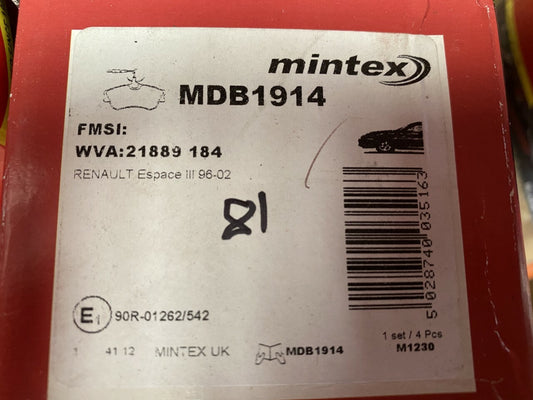 mintex
MDB1914
FMSI:
WVA:21889 184
RENAULT Espace III 96-02
81
5 028740 035163
E1 90R-01262/542
1 set / 4 Pcs
1 41 12 MINTEX UK MDB1914 M1230